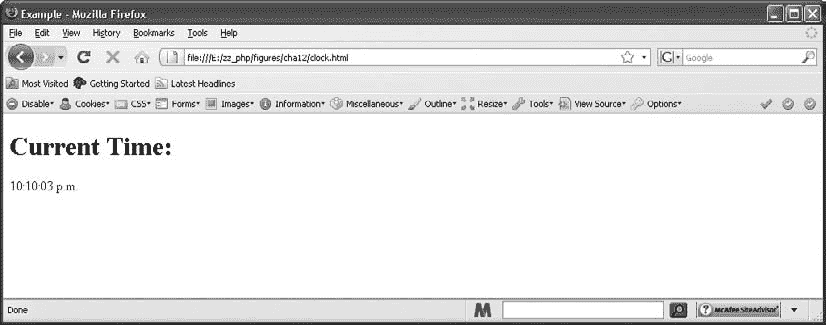 Example - Mozilla Firefox
File Edit View History Bookmarks Tools Help
file:///E:/zz_php/figures/cha12/clock.html
Google
Most Visited Getting Started Latest Headlines
Disable Cookies CSS Forms Images Information Miscellaneous Outline Resize Tools View Source Options
Current Time:
10:10:03 p.m.
Done McAfee SiteAdvisor